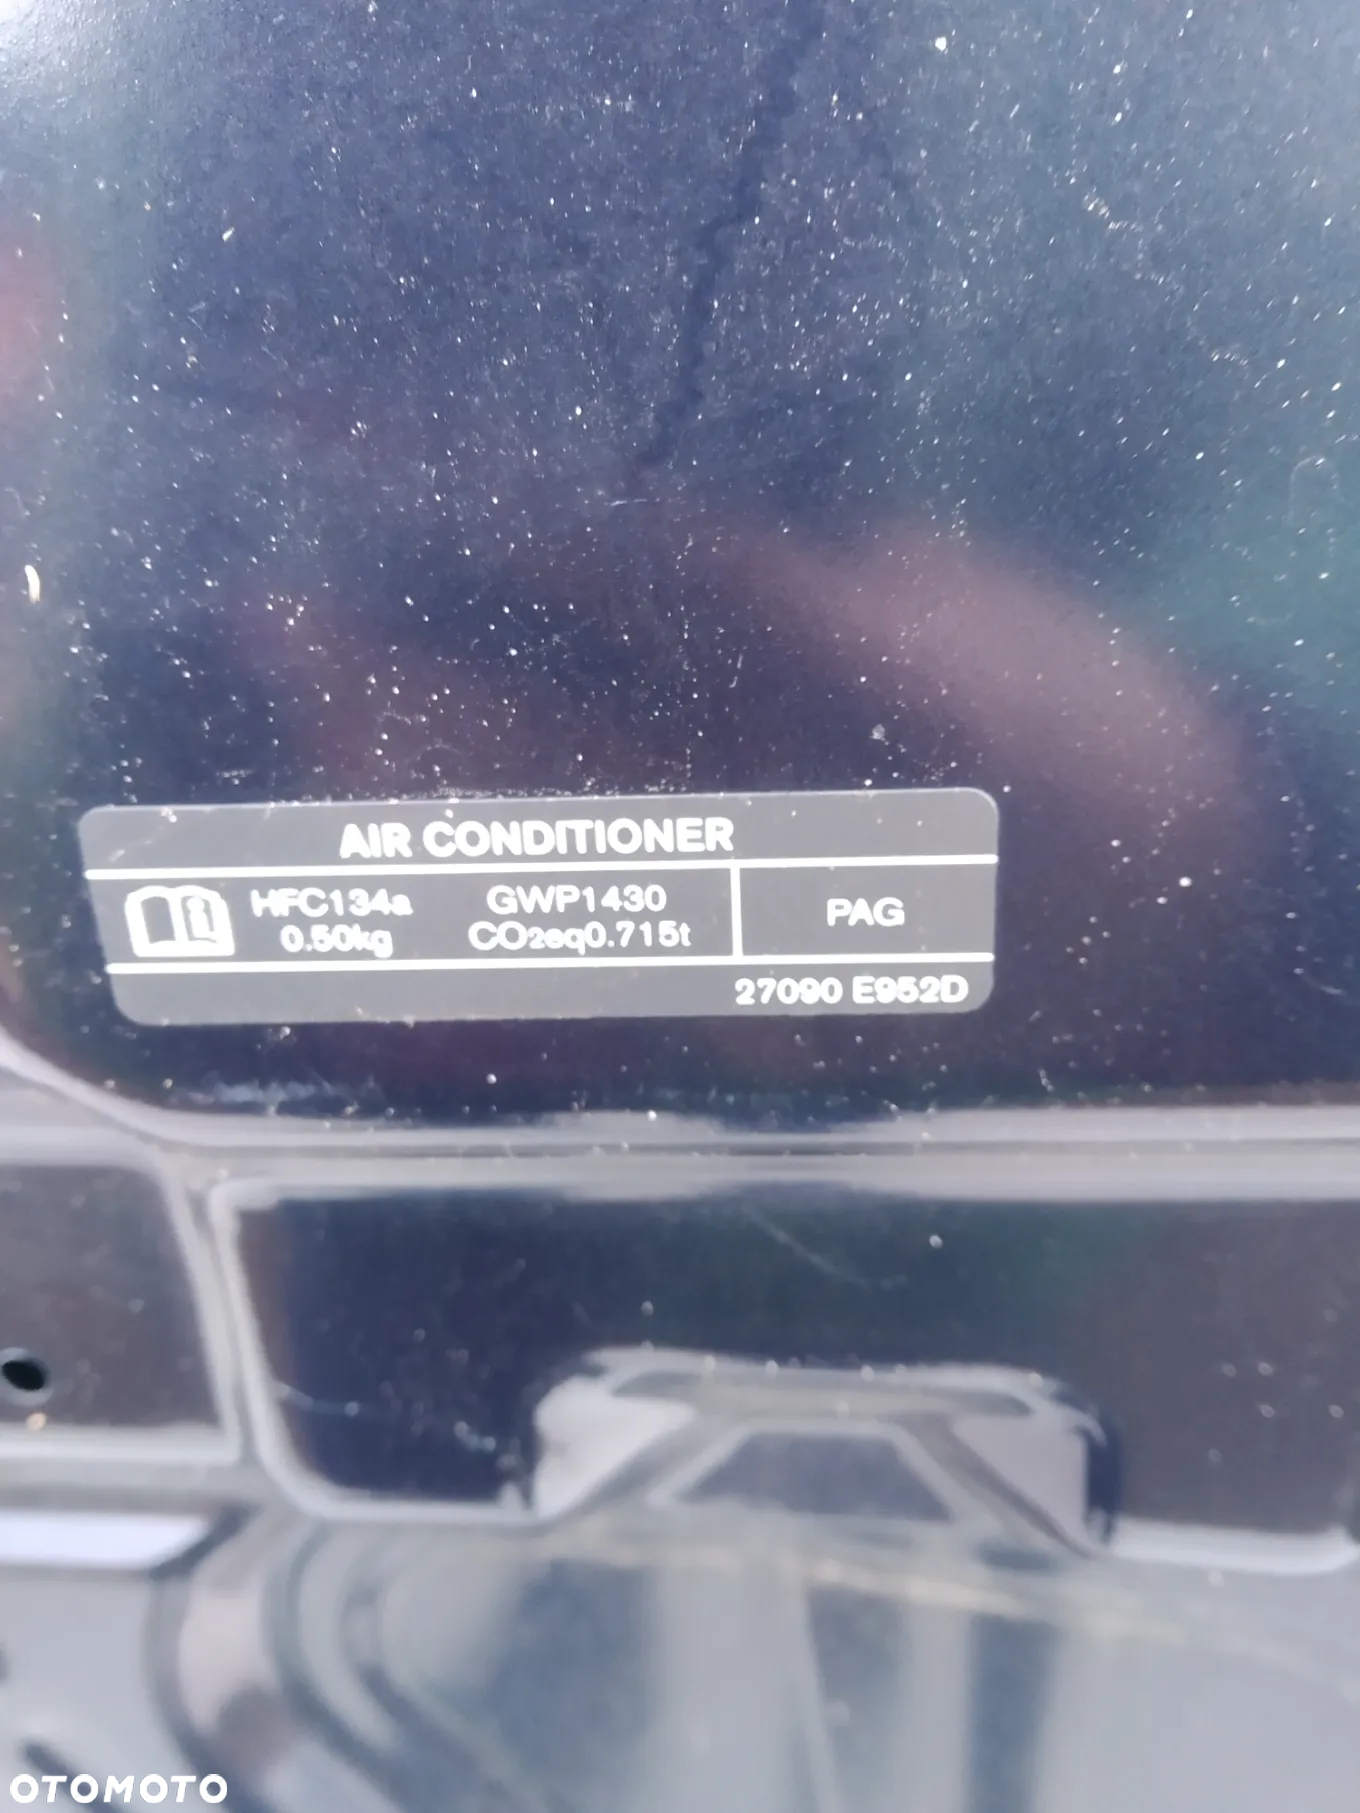 AIR CONDITIONER
HFC134a GWP1430
0.50kg CO2eq0.715t
PAG
27090 E952D
OTOMOTO